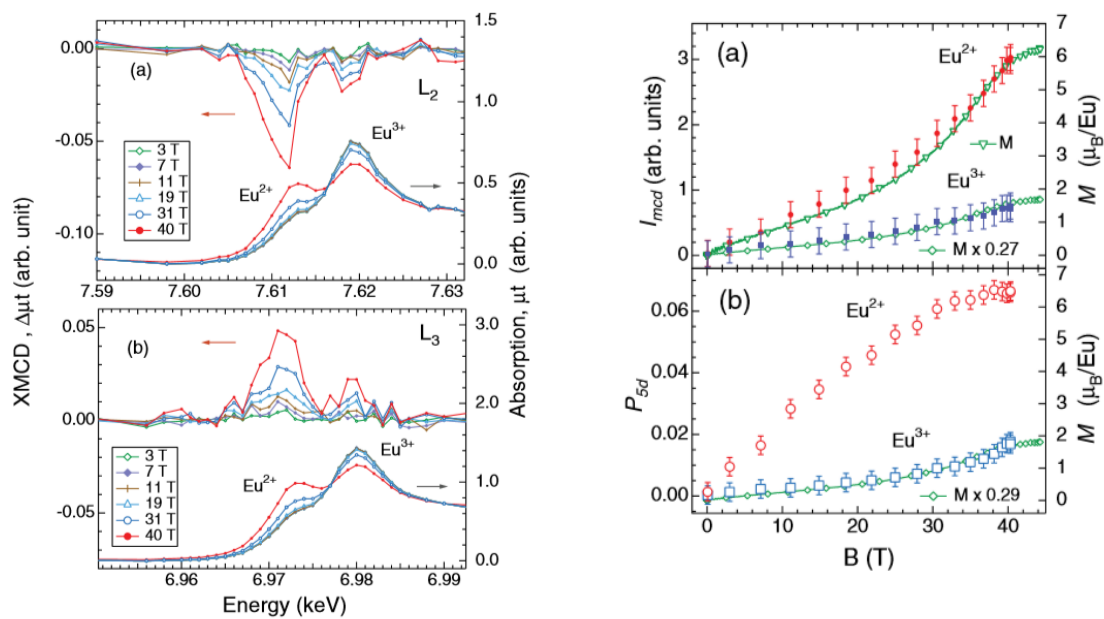 0.00
-0.05
-0.10
XMCD , Δμt (arb. unit)
(a)
L2
Eu3+
Eu2+
3 T
7 T
11 T
19 T
31 T
40 T
1.5
1.0
0.5
0.0
7.59
7.60
7.61
7.62
7.63
0.05
0.00
-0.05
(b)
L3
Eu3+
Eu2+
3 T
7 T
11 T
19 T
31 T
40 T
3.0
2.0
1.0
0.0
Absorption, μt (arb. units)
6.96
6.97
6.98
6.99
Energy (keV)
(a)
Eu2+
M
Eu3+
M x 0.27
3
2
1
0
Imcd (arb. units)
7
6
5
4
3
2
1
0
M (μB/Eu)
(b)
Eu2+
Eu3+
M x 0.29
0.06
0.04
0.02
0.00
P5d
7
6
5
4
3
2
1
0
M (μB/Eu)
0
10
20
30
40
B (T)